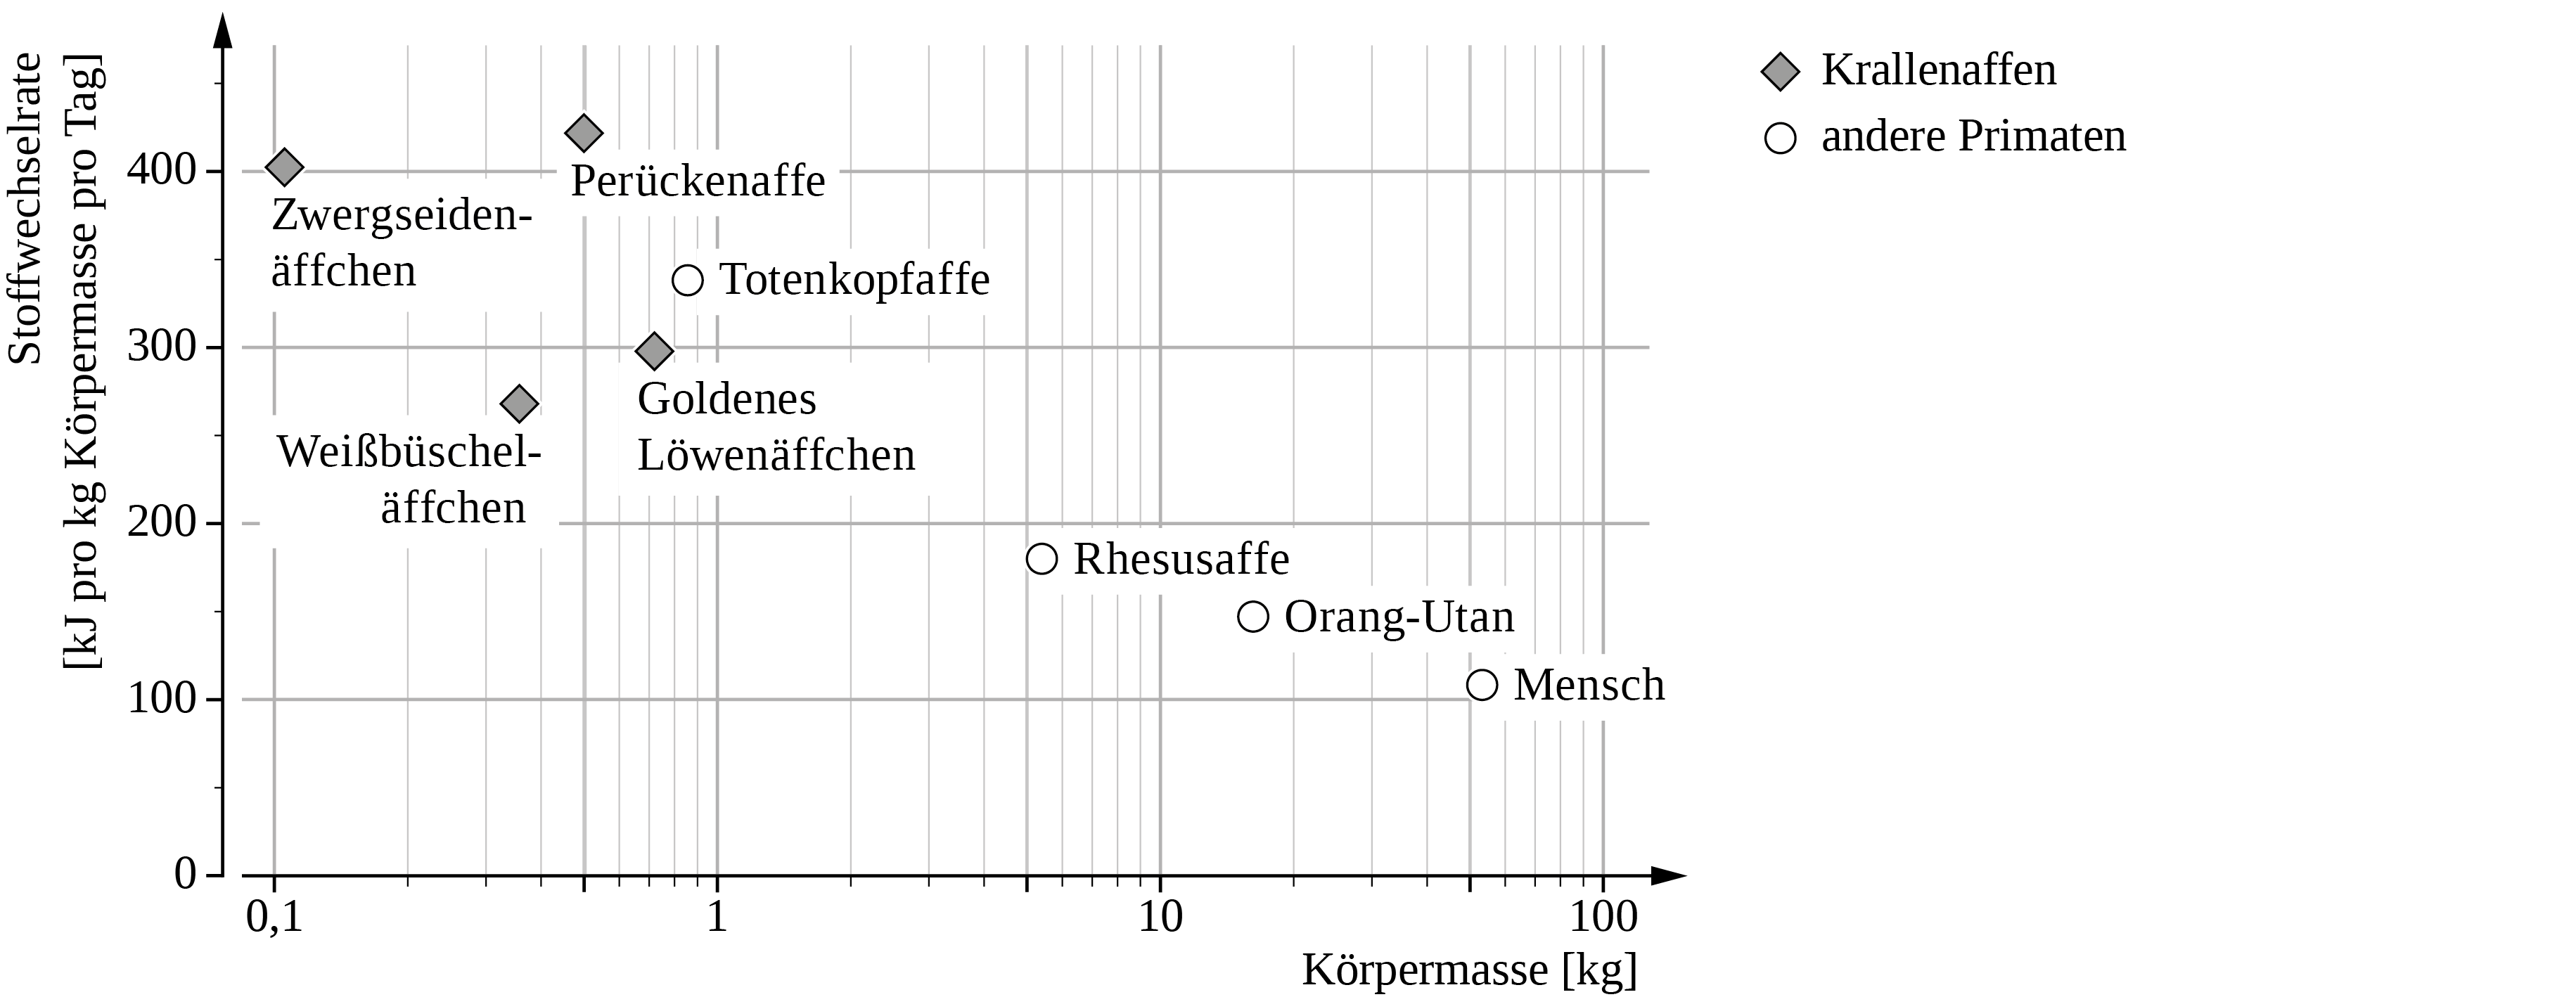 Stoffwechselrate
[kJ pro kg Körpermasse pro Tag]
Krallenaffen
andere Primaten
400
300
200
100
0
Perückenaffe
Zwergseiden-
äffchen
Totenkopfaffe
Goldenes
Löwenäffchen
Weißbüschel-
äffchen
Rhesusaffe
Orang-Utan
Mensch
0,1
1
10
100
Körpermasse [kg]